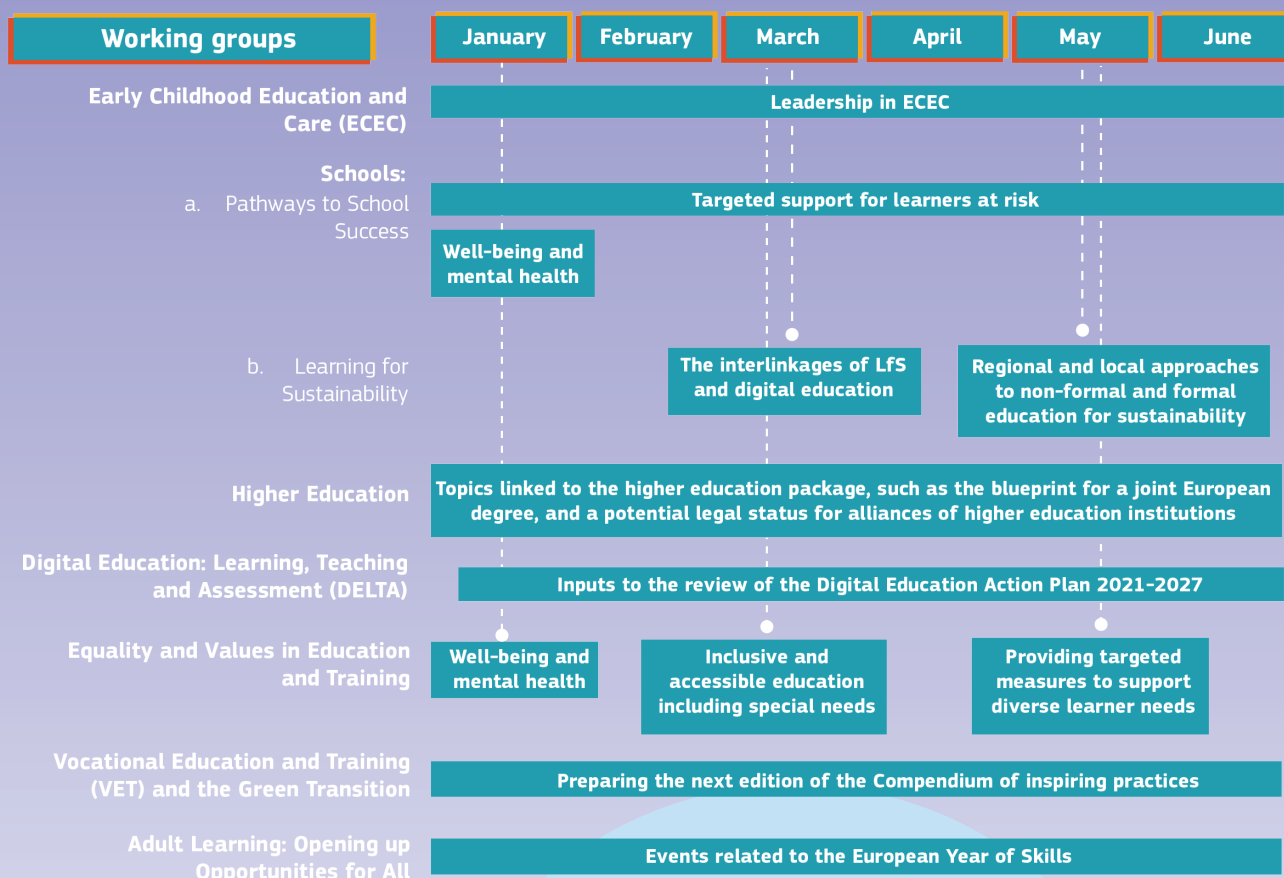 Working groups
January
February
March
April
May
June
Early Childhood Education and
Care (ECEC)
Leadership in ECEC
Schools:
a. Pathways to School
Success
Targeted support for learners at risk
Well-being and
mental health
b. Learning for
Sustainability
The interlinkages of LfS
and digital education
Regional and local approaches
to non-formal and formal
education for sustainability
Higher Education
Topics linked to the higher education package, such as the blueprint for a joint European
degree, and a potential legal status for alliances of higher education institutions
Digital Education: Learning, Teaching
and Assessment (DELTA)
Inputs to the review of the Digital Education Action Plan 2021-2027
Equality and Values in Education
and Training
Well-being and
mental health
Inclusive and
accessible education
including special needs
Providing targeted
measures to support
diverse learner needs
Vocational Education and Training
(VET) and the Green Transition
Preparing the next edition of the Compendium of inspiring practices
Adult Learning: Opening up
Opportunities for All
Events related to the European Year of Skills